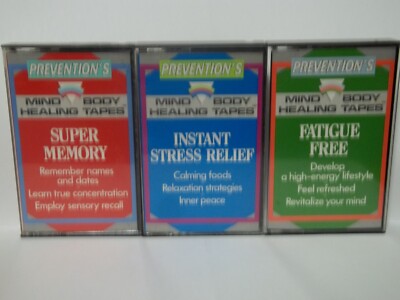 PREVENTION'S
MIND BODY
HEALING TAPES
SUPER
MEMORY
Remember names
and dates
Learn true concentration
Employ sensory recall
PREVENTION'S
MIND BODY
HEALING TAPES
INSTANT
STRESS RELIEF
Calming foods
Relaxation strategies
Inner peace
PREVENTION'S
MIND BODY
HEALING TAPES
FATIGUE
FREE
Develop
a high-energy lifestyle
Feel refreshed
Revitalize your mind